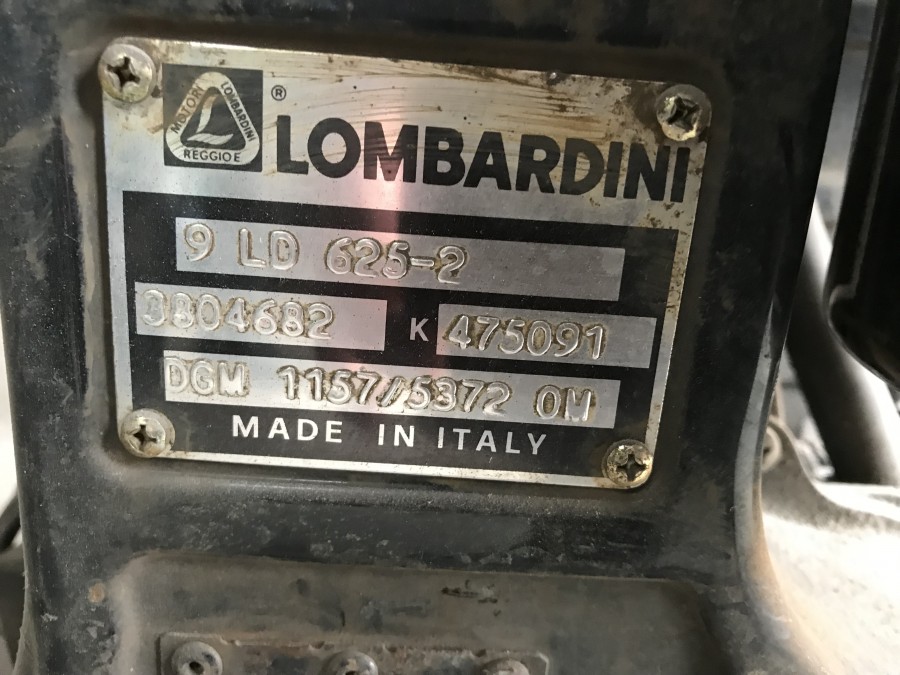 MOTORI LOMBARDINI
REGGIO E
®
LOMBARDINI
9 LD 625-2
3804682 K 475091
DGM 1157/5372 OM
MADE IN ITALY